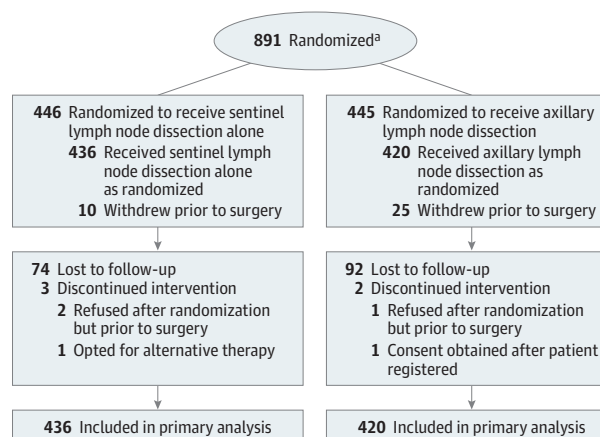 891 Randomizedᵃ
446 Randomized to receive sentinel
lymph node dissection alone
436 Received sentinel lymph
node dissection alone
as randomized
10 Withdrew prior to surgery
445 Randomized to receive axillary
lymph node dissection
420 Received axillary lymph
node dissection as
randomized
25 Withdrew prior to surgery
74 Lost to follow-up
3 Discontinued intervention
2 Refused after randomization
but prior to surgery
1 Opted for alternative therapy
92 Lost to follow-up
2 Discontinued intervention
1 Refused after randomization
but prior to surgery
1 Consent obtained after patient
registered
436 Included in primary analysis
420 Included in primary analysis